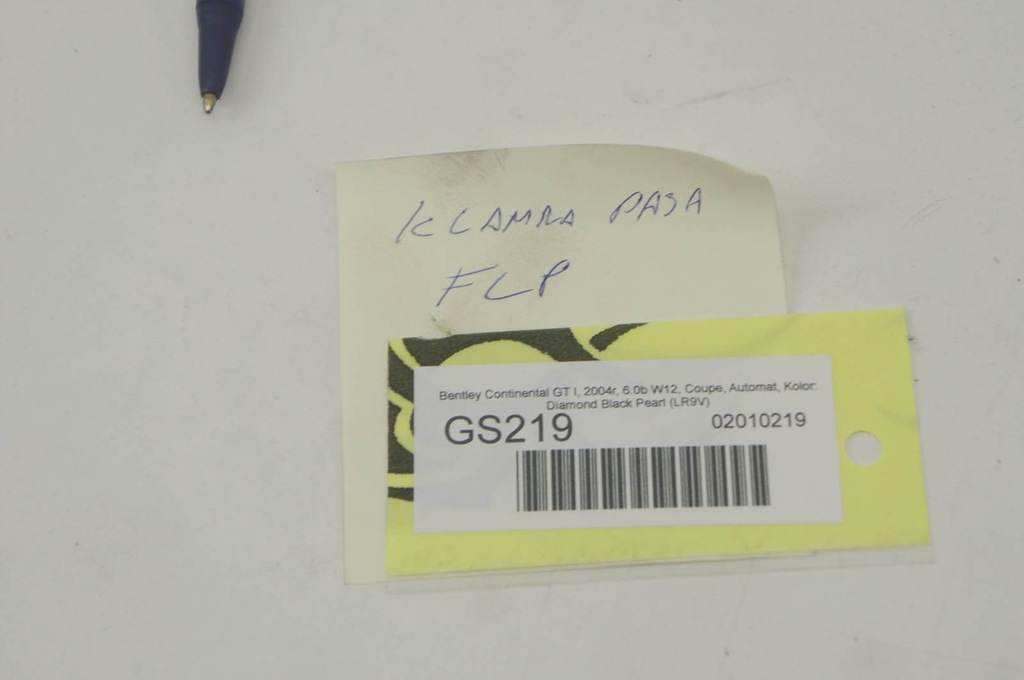 KLAMRA PASA
FLP
Bentley Continental GT I, 2004r, 6.0b W12, Coupe, Automat, Kolor:
Diamond Black Pearl (LR9V)
GS219
02010219